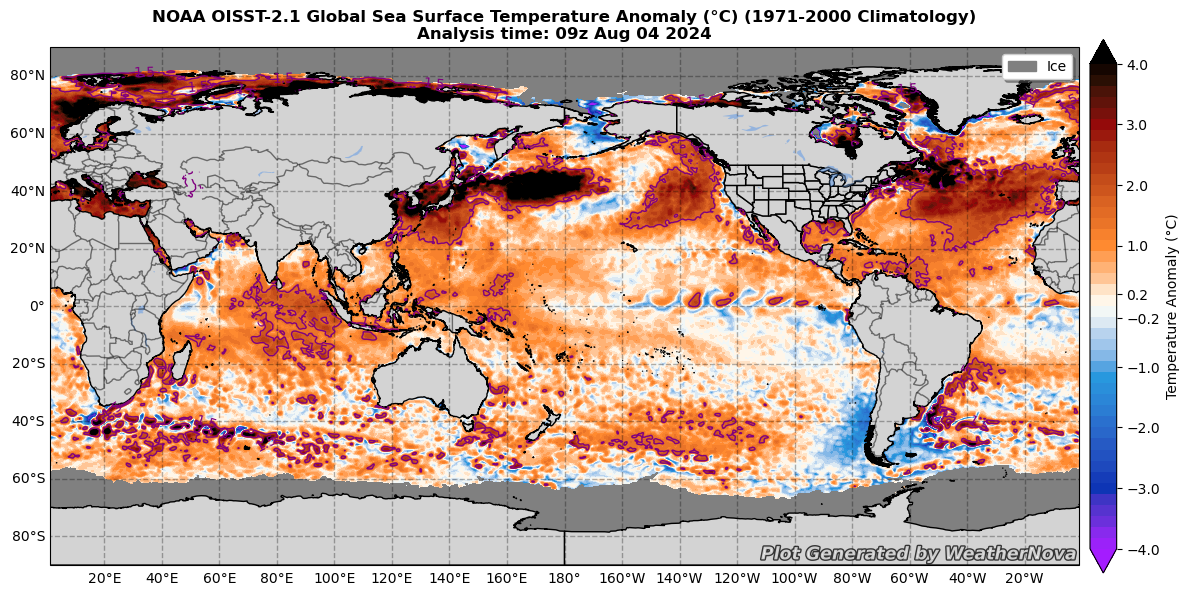 NOAA OISST-2.1 Global Sea Surface Temperature Anomaly (°C) (1971-2000 Climatology)
Analysis time: 09z Aug 04 2024
Ice
80°N
60°N
40°N
20°N
0°
20°S
40°S
60°S
80°S
20°E 40°E 60°E 80°E 100°E 120°E 140°E 160°E 180° 160°W 140°W 120°W 100°W 80°W 60°W 40°W 20°W
4.0
3.0
2.0
1.0
0.2
−0.2
−1.0
−2.0
−3.0
−4.0
Temperature Anomaly (°C)
Plot Generated by WeatherNova